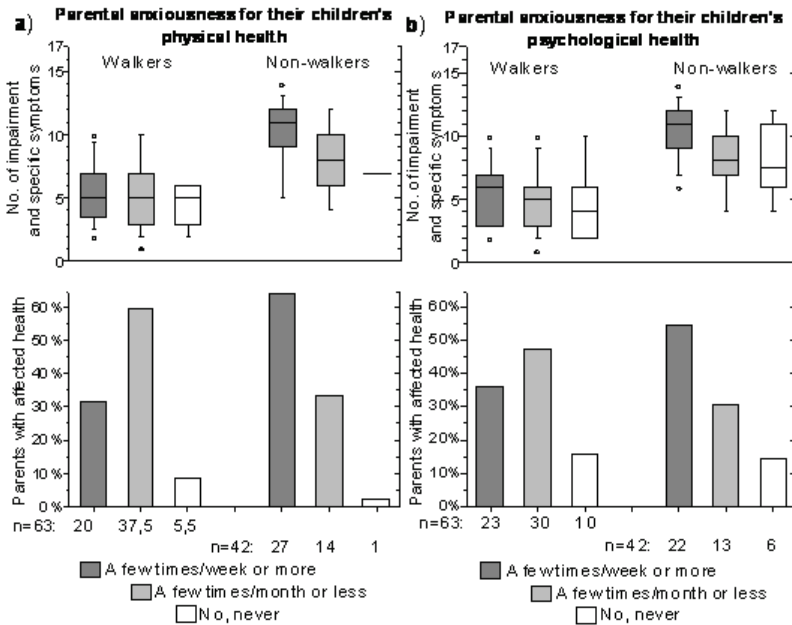 a) Parental anxiousness for their children's
physical health
Walkers Non-walkers
No. of impairment
and specific symptoms
17
15
10
5
0
Parents with affected health
60 %
50 %
40 %
30 %
20 %
10 %
0%
n=63: 20 37,5 5,5
n=42: 27 14 1
A few times/week or more
A few times/month or less
No, never
b) Parental anxiousness for their children's
psychological health
Walkers Non-walkers
No. of impairment
and specific symptoms
17
15
10
5
0
Parents with affected health
60%
50%
40%
30%
20%
10%
0%
n=63: 23 30 10
n=42: 22 13 6
A few times/week or more
A few times/month or less
No, never